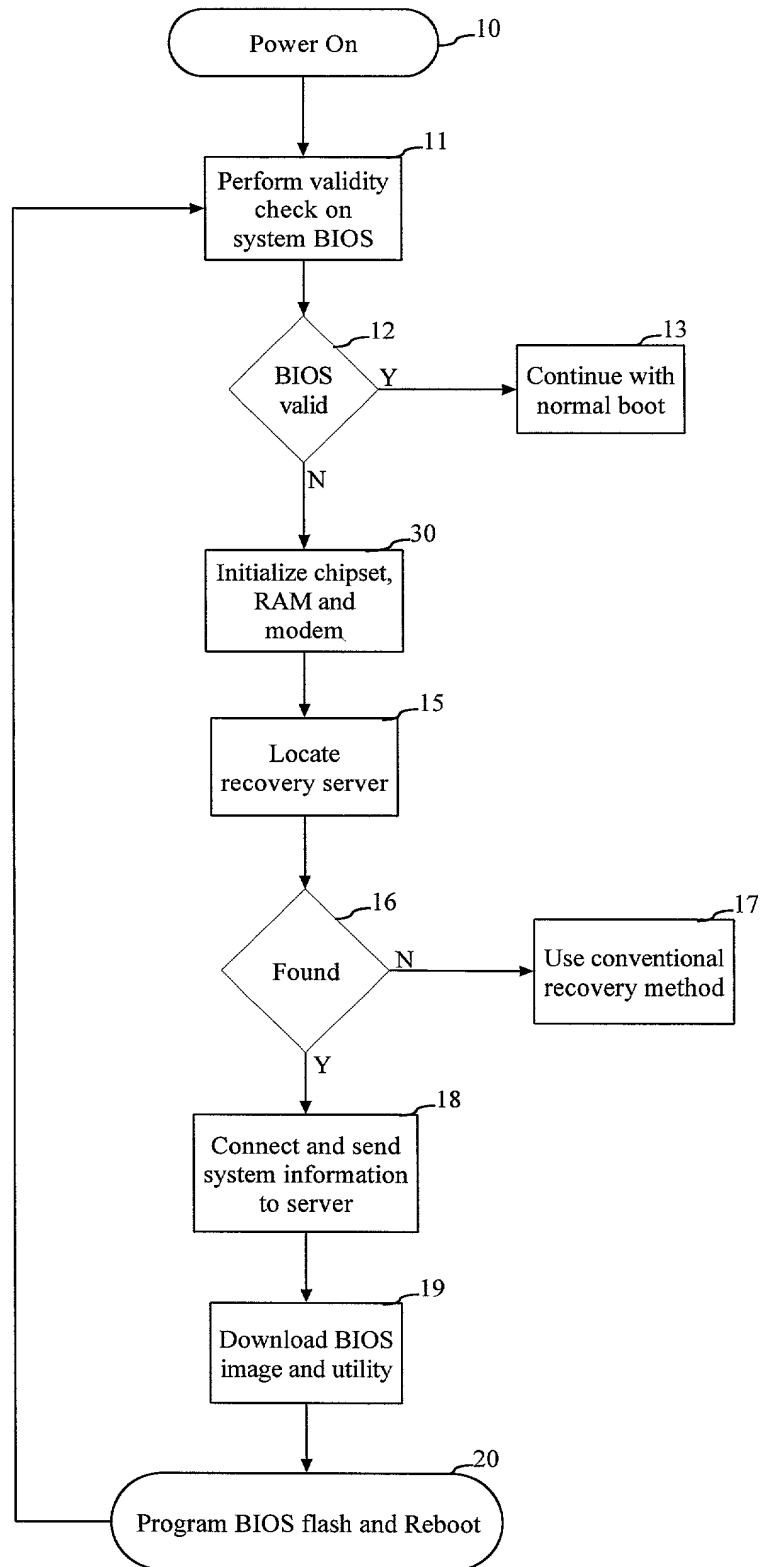 10
Power On
11
Perform validity
check on
system BIOS
12
BIOS
valid
Y
13
Continue with
normal boot
N
30
Initialize chipset,
RAM and
modem
15
Locate
recovery server
16
Found
N
17
Use conventional
recovery method
Y
18
Connect and send
system information
to server
19
Download BIOS
image and utility
20
Program BIOS flash and Reboot